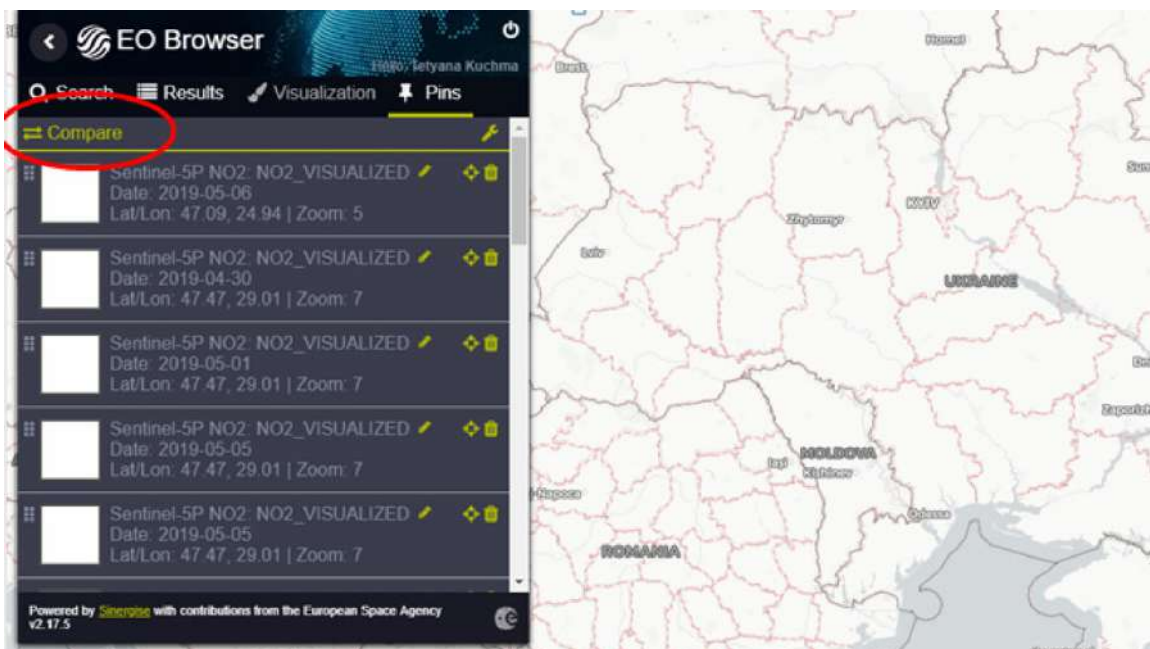 EO Browser
Hello, Tetyana Kuchma
Search Results Visualization Pins
Compare
Sentinel-5P NO2: NO2_VISUALIZED
Date: 2019-05-06
Lat/Lon: 47.09, 24.94 | Zoom: 5
Sentinel-5P NO2: NO2_VISUALIZED
Date: 2019-04-30
Lat/Lon: 47.47, 29.01 | Zoom: 7
Sentinel-5P NO2: NO2_VISUALIZED
Date: 2019-05-01
Lat/Lon: 47.47, 29.01 | Zoom: 7
Sentinel-5P NO2: NO2_VISUALIZED
Date: 2019-05-05
Lat/Lon: 47.47, 29.01 | Zoom: 7
Sentinel-5P NO2: NO2_VISUALIZED
Date: 2019-05-05
Lat/Lon: 47.47, 29.01 | Zoom: 7
Powered by Sinergise with contributions from the European Space Agency
v2.17.5
Homel
Brest
Sum
KYIV
Zhytomyr
Lviv
UKRAINE
Zaporizh
MOLDOVA
Iași
Kishinev
-Napoca
Odessa
ROMANIA